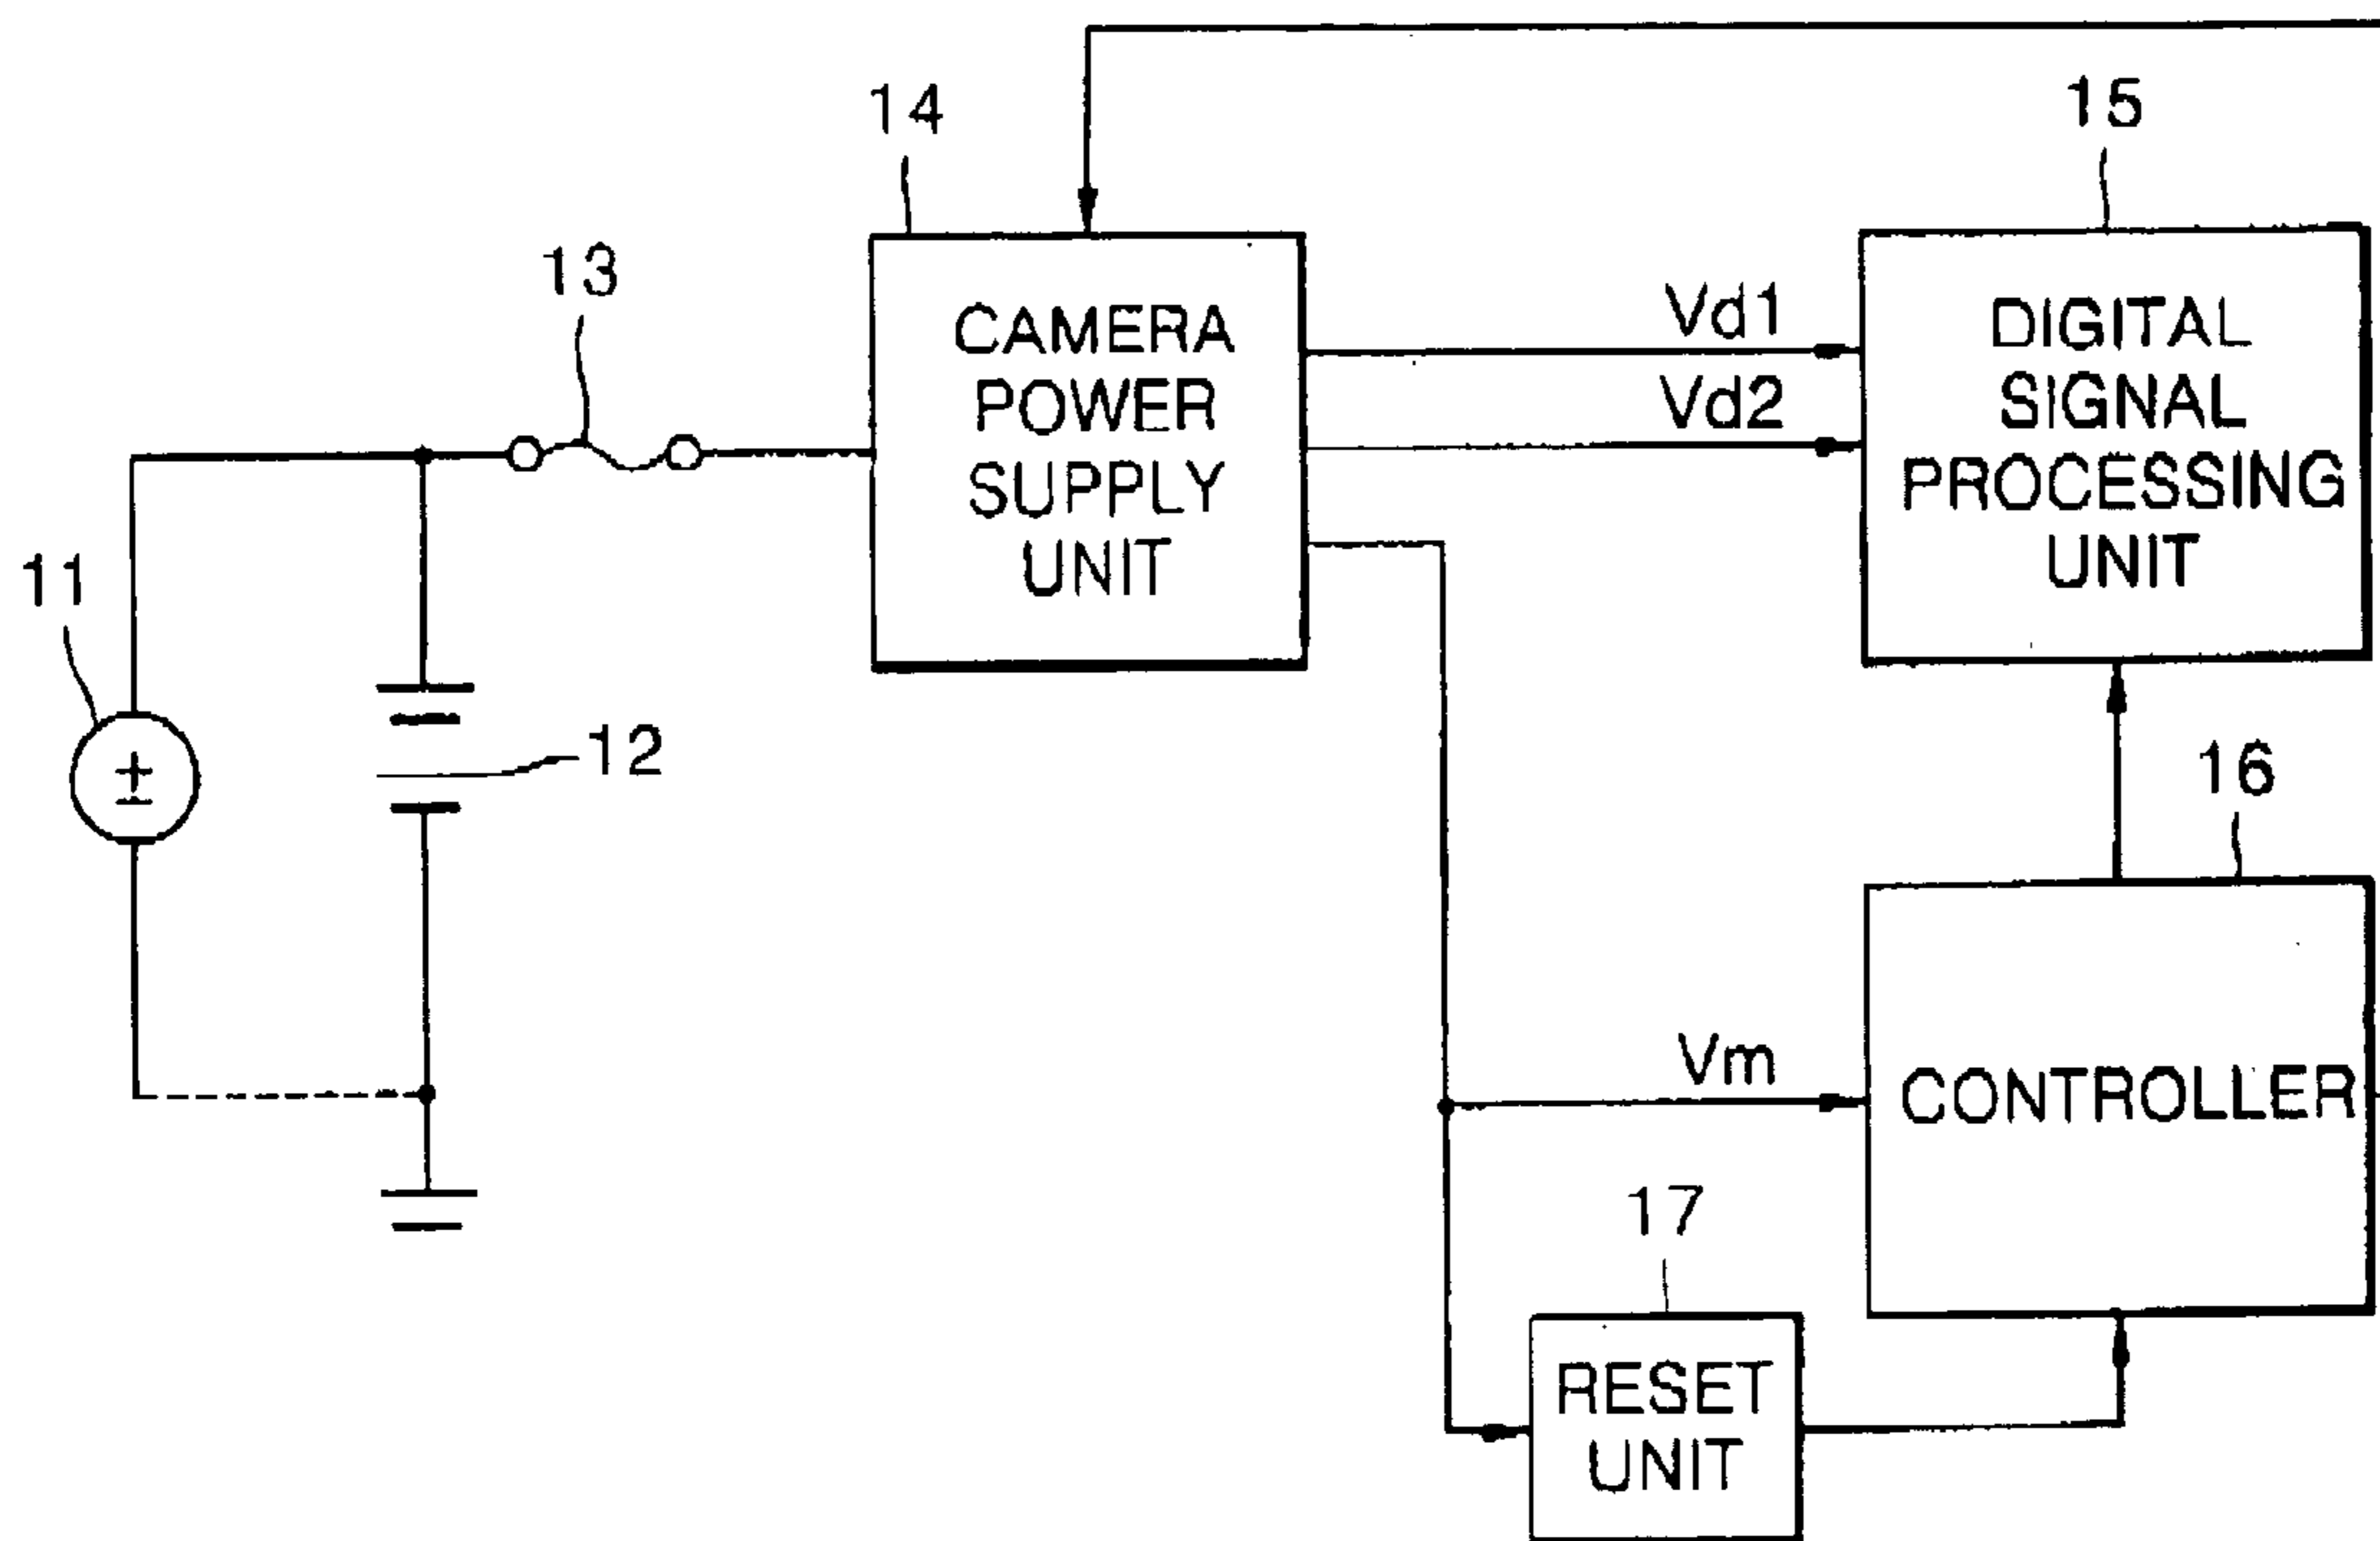 14
15
13
CAMERA
POWER
SUPPLY
UNIT
Vd1
Vd2
DIGITAL
SIGNAL
PROCESSING
UNIT
11
±
12
16
Vm
CONTROLLER
17
RESET
UNIT